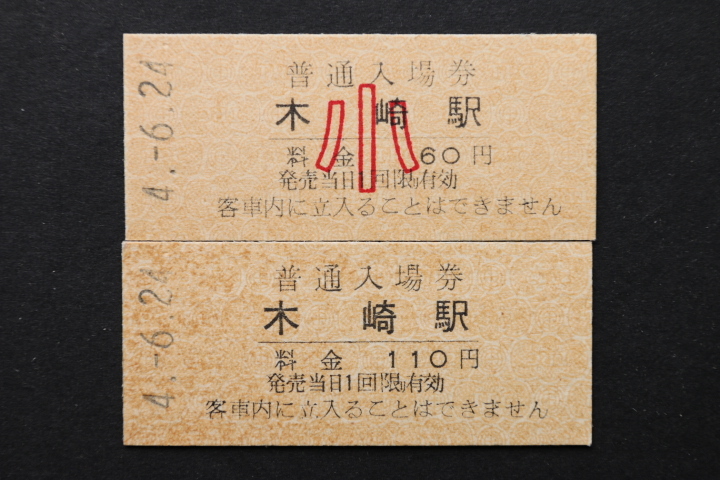 4.-6.24
普通入場券
木崎駅
小
料金 60円
発売当日1回限り有効
客車内に立入ることはできません
4.-6.24
普通入場券
木崎駅
料金 110円
発売当日1回限り有効
客車内に立入ることはできません